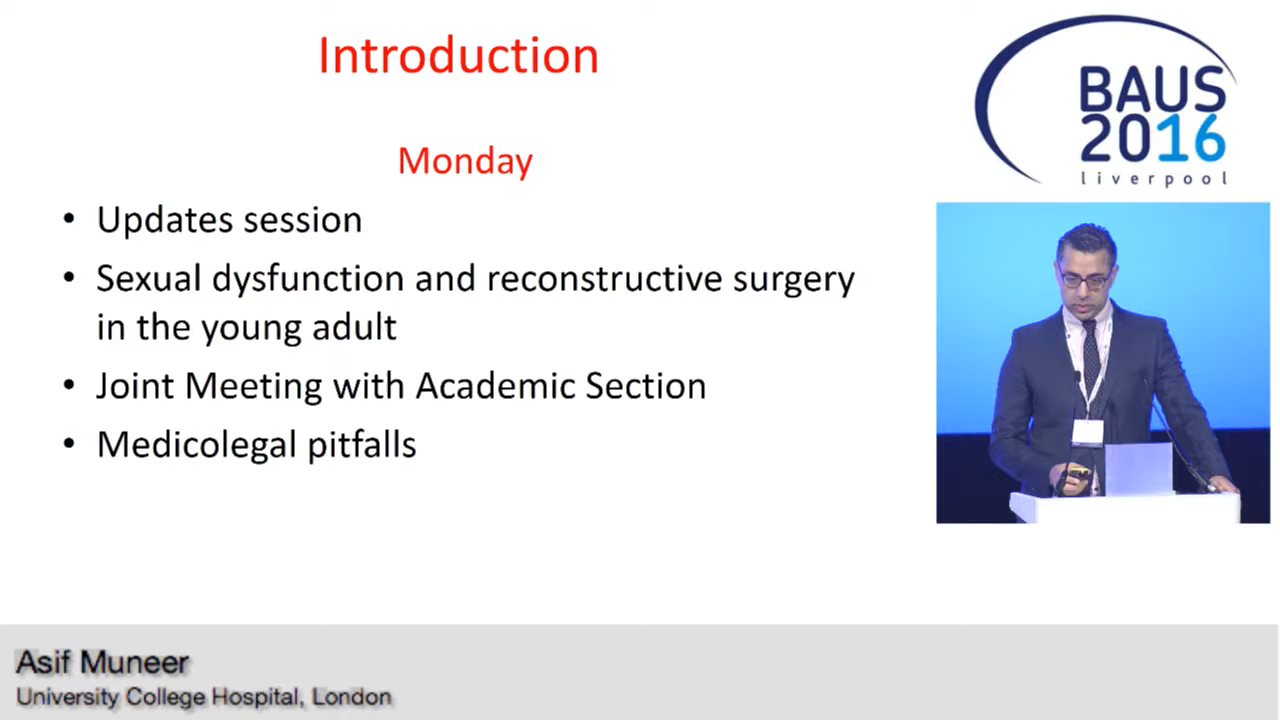 Introduction
Monday
• Updates session
• Sexual dysfunction and reconstructive surgery
in the young adult
• Joint Meeting with Academic Section
• Medicolegal pitfalls
BAUS
2016
liverpool
Asif Muneer
University College Hospital, London